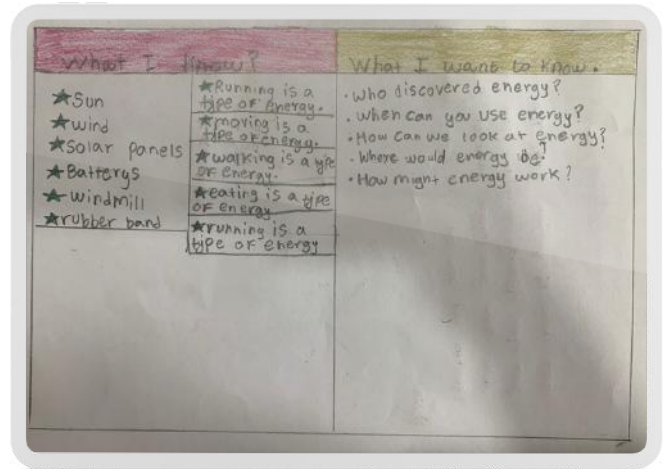 What I know?
★Sun
★wind
★Solar panels
★Batterys
★windmill
★rubber band
★Running is a
type of energy.
★moving is a
type of energy.
★walking is a type
of energy.
★eating is a type
of energy
★running is a
type of energy
What I want to know.
•Who discovered energy?
•When can you use energy?
•How can we look at energy?
•Where would energy be?
•How might energy work?